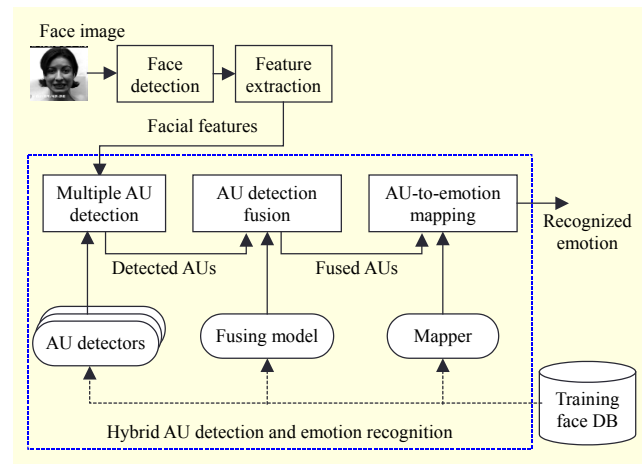 Face image
Face
detection
Feature
extraction
Facial features
Multiple AU
detection
AU detection
fusion
AU-to-emotion
mapping
Recognized
emotion
Detected AUs
Fused AUs
AU detectors
Fusing model
Mapper
Training
face DB
Hybrid AU detection and emotion recognition